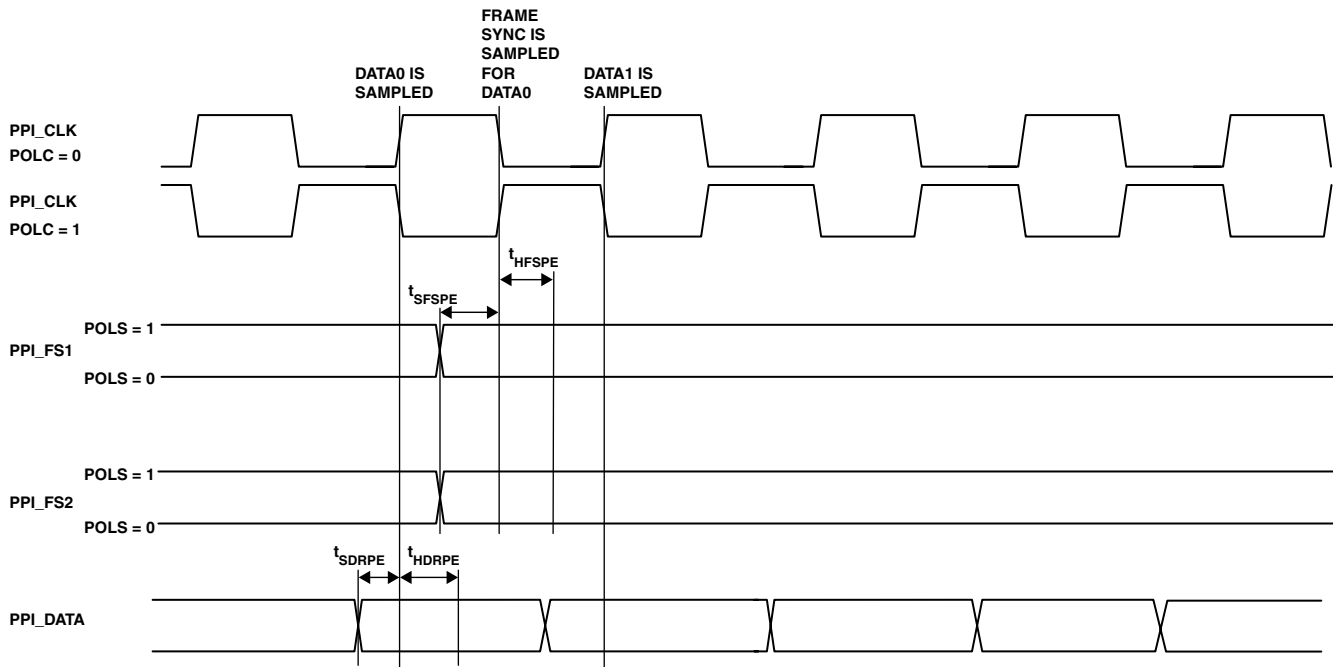 FRAME
SYNC IS
SAMPLED
FOR
DATA0
DATA0 IS
SAMPLED
DATA1 IS
SAMPLED
PPI_CLK
POLC = 0
PPI_CLK
POLC = 1
tHFSPE
tSFSPE
POLS = 1
PPI_FS1
POLS = 0
POLS = 1
PPI_FS2
POLS = 0
tSDRPE
tHDRPE
PPI_DATA